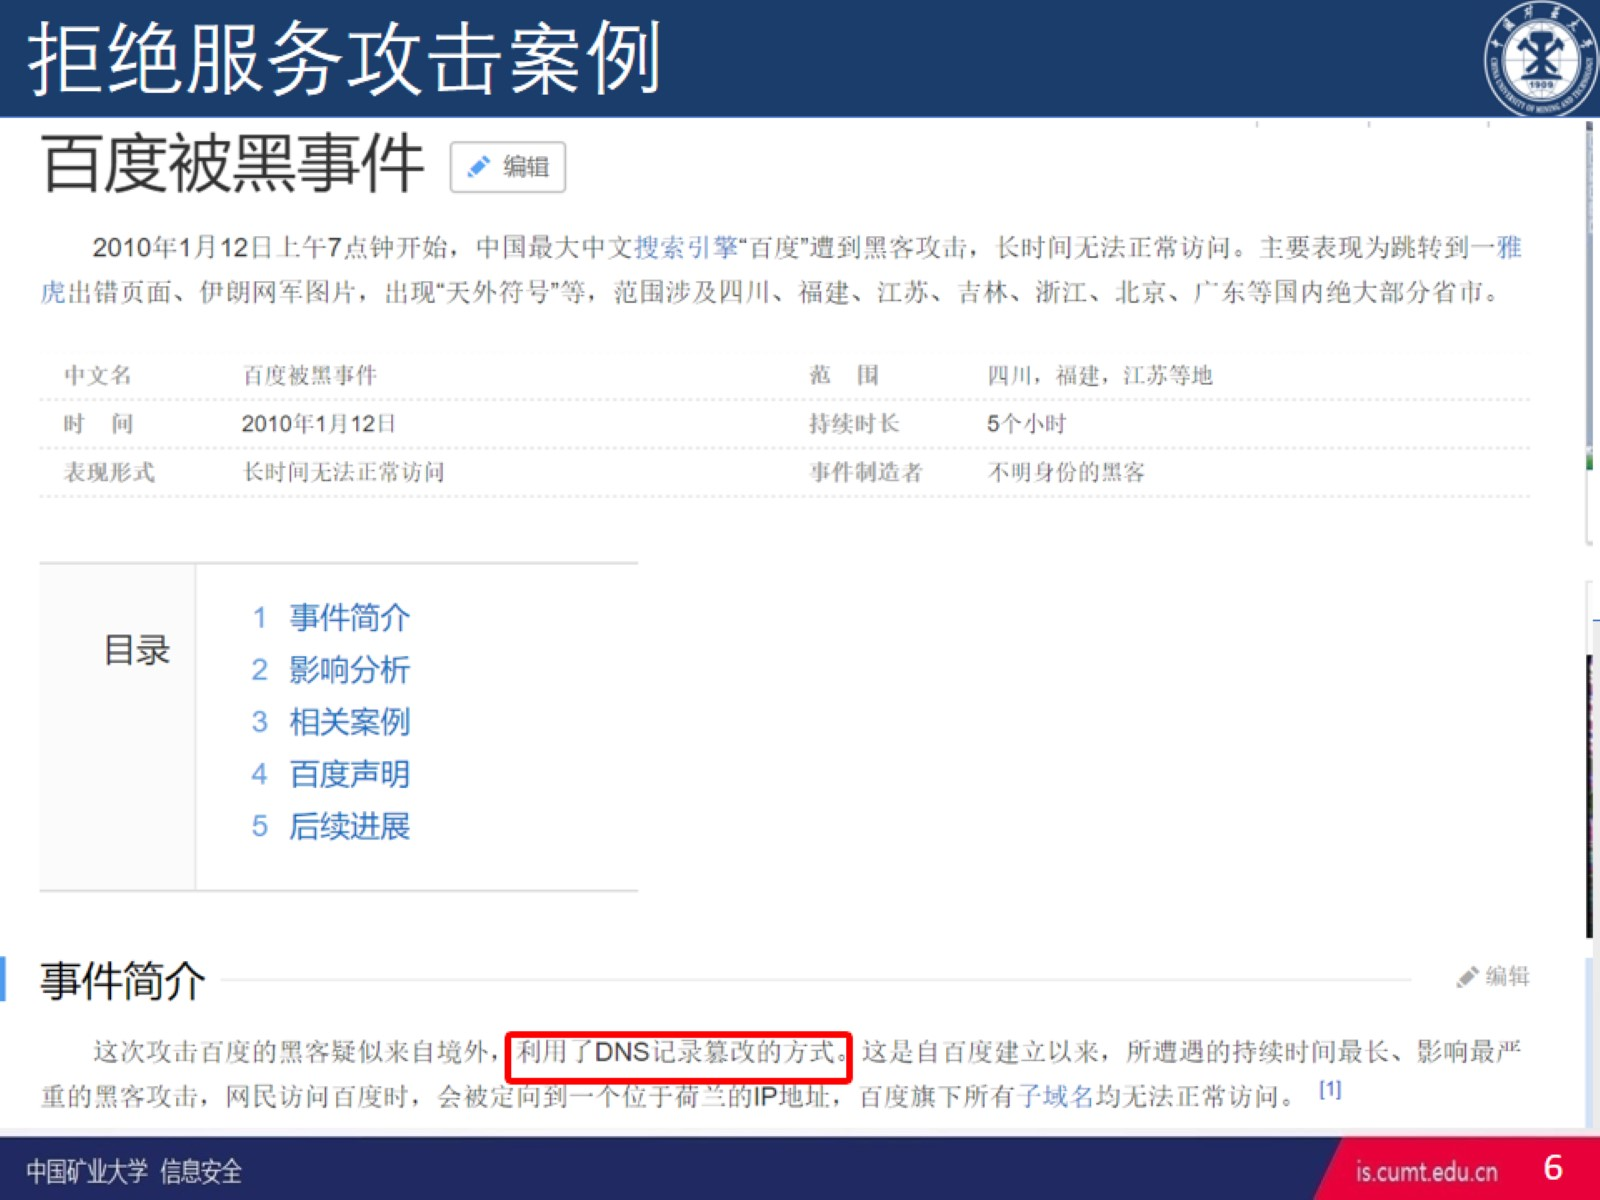 拒绝服务攻击案例
中国矿业大学
CHINA UNIVERSITY OF MINING AND TECHNOLOGY
1909
百度被黑事件 编辑
2010年1月12日上午7点钟开始，中国最大中文搜索引擎“百度”遭到黑客攻击，长时间无法正常访问。主要表现为跳转到一雅
虎出错页面、伊朗网军图片，出现“天外符号”等，范围涉及四川、福建、江苏、吉林、浙江、北京、广东等国内绝大部分省市。
中文名 百度被黑事件 范 围 四川，福建，江苏等地
时 间 2010年1月12日 持续时长 5个小时
表现形式 长时间无法正常访问 事件制造者 不明身份的黑客
目录
1 事件简介
2 影响分析
3 相关案例
4 百度声明
5 后续进展
事件简介 编辑
这次攻击百度的黑客疑似来自境外，利用了DNS记录篡改的方式。这是自百度建立以来，所遭遇的持续时间最长、影响最严
重的黑客攻击，网民访问百度时，会被定向到一个位于荷兰的IP地址，百度旗下所有子域名均无法正常访问。 [1]
中国矿业大学 信息安全 is.cumt.edu.cn 6